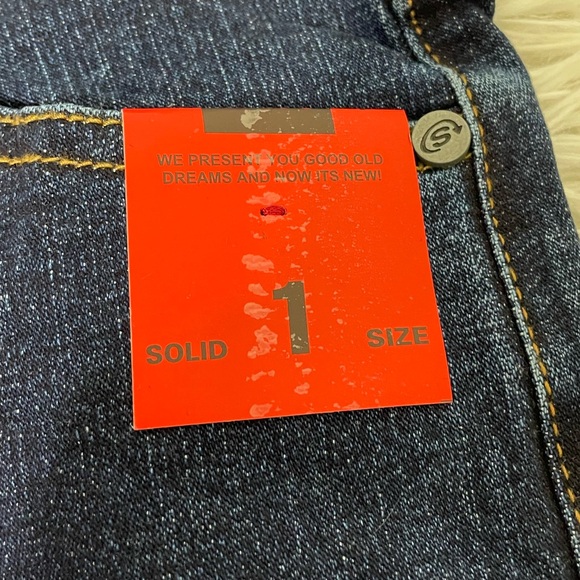 WE PRESENT YOU GOOD OLD
DREAMS AND NOW ITS NEW!
SOLID 1 SIZE
S